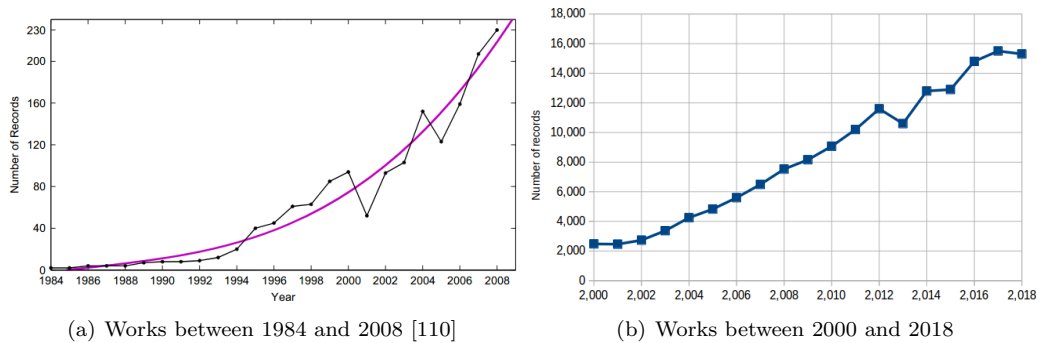 230
200
160
120
80
40
0
Number of Records
1984 1986 1988 1990 1992 1994 1996 1998 2000 2002 2004 2006 2008
Year
(a) Works between 1984 and 2008 [110]
18,000
16,000
14,000
12,000
10,000
8,000
6,000
4,000
2,000
0
Number of records
2,000 2,002 2,004 2,006 2,008 2,010 2,012 2,014 2,016 2,018
(b) Works between 2000 and 2018